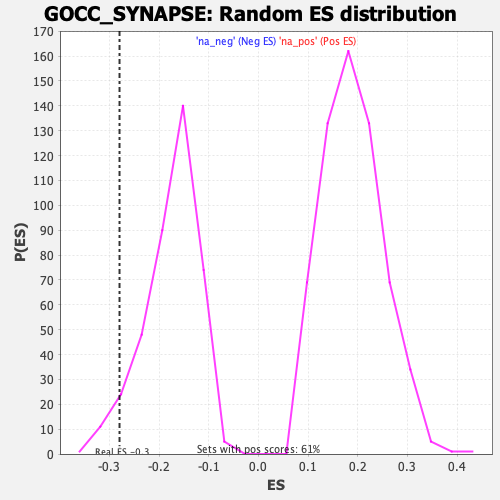 GOCC_SYNAPSE: Random ES distribution
'na_neg' (Neg ES) 'na_pos' (Pos ES)
170
160
150
140
130
120
110
100
90
80
70
60
50
40
30
20
10
0
P(ES)
Real ES -0.3
Sets with pos scores: 61%
-0.3 -0.2 -0.1 0.0 0.1 0.2 0.3 0.4
ES